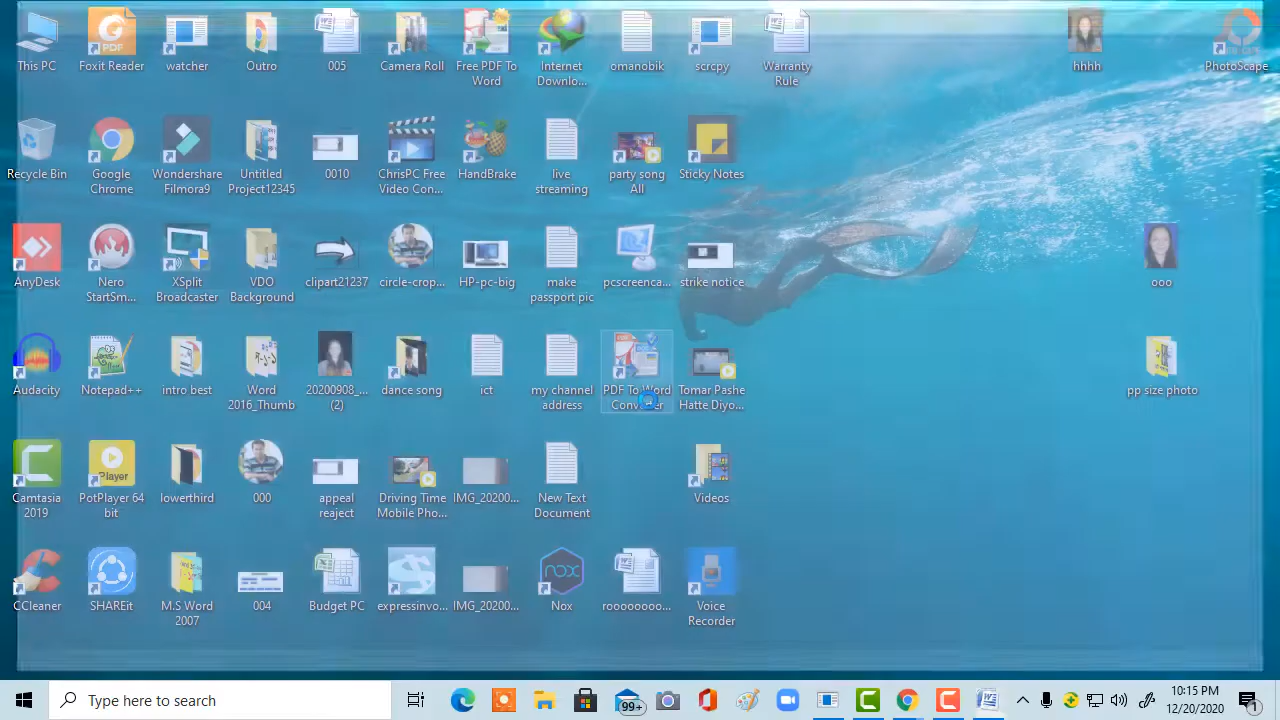 This PC
Foxit Reader
watcher
Outro
005
Camera Roll
Free PDF To
Word
Internet
Downlo...
omanobik
scrcpy
Warranty
Rule
hhhh
PhotoScape
Recycle Bin
Google
Chrome
Wondershare
Filmora9
Untitled
Project12345
0010
ChrisPC Free
Video Con...
HandBrake
live
streaming
party song
All
Sticky Notes
AnyDesk
Nero
StartSm...
XSplit
Broadcaster
VDO
Background
clipart21237
circle-crop...
HP-pc-big
make
passport pic
pcscreenca...
strike notice
ooo
Audacity
Notepad++
intro best
Word
2016_Thumb
20200908_...
(2)
dance song
ict
my channel
address
PDF To Word
Converter
Tomar Pashe
Hatte Diyo...
pp size photo
Camtasia
2019
PotPlayer 64
bit
lowerthird
000
appeal
reaject
Driving Time
Mobile Pho...
IMG_20200...
New Text
Document
Videos
CCleaner
SHAREit
M.S Word
2007
004
Budget PC
expressinvo...
IMG_20200...
Nox
roooooooo...
Voice
Recorder
Type here to search
99+
10:15 PM
12/20/2020
1